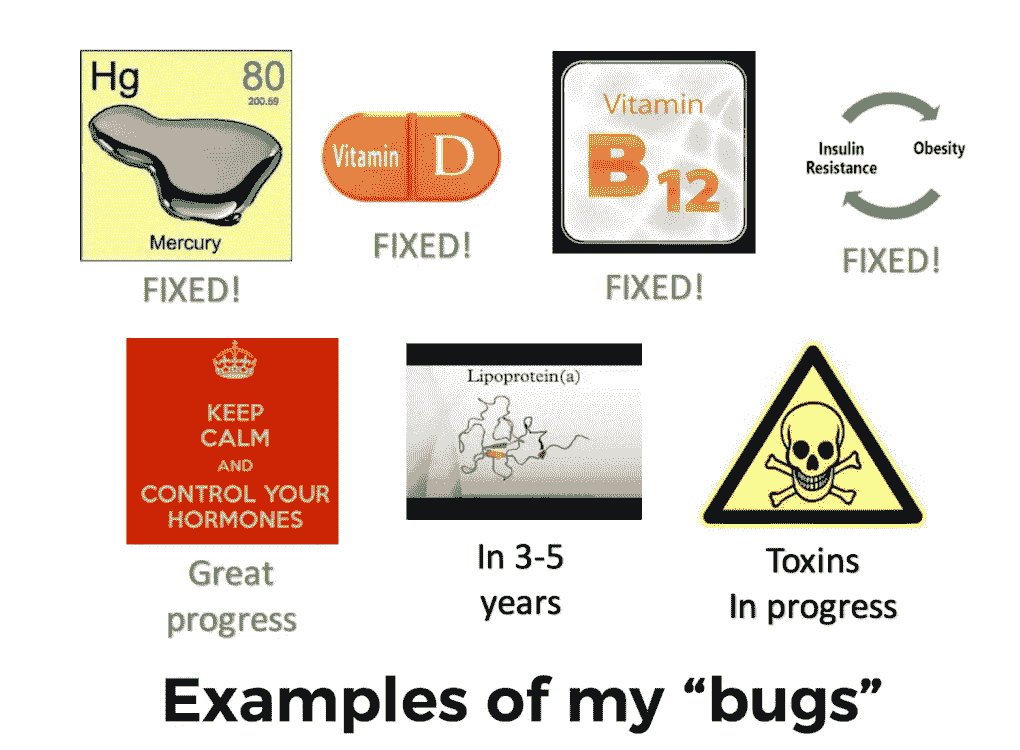 Hg 80
200.59
Mercury
FIXED!
Vitamin D
FIXED!
Vitamin
B12
FIXED!
Insulin
Resistance
Obesity
FIXED!
KEEP
CALM
AND
CONTROL YOUR
HORMONES
Great
progress
Lipoprotein(a)
In 3-5
years
Toxins
In progress
Examples of my “bugs”